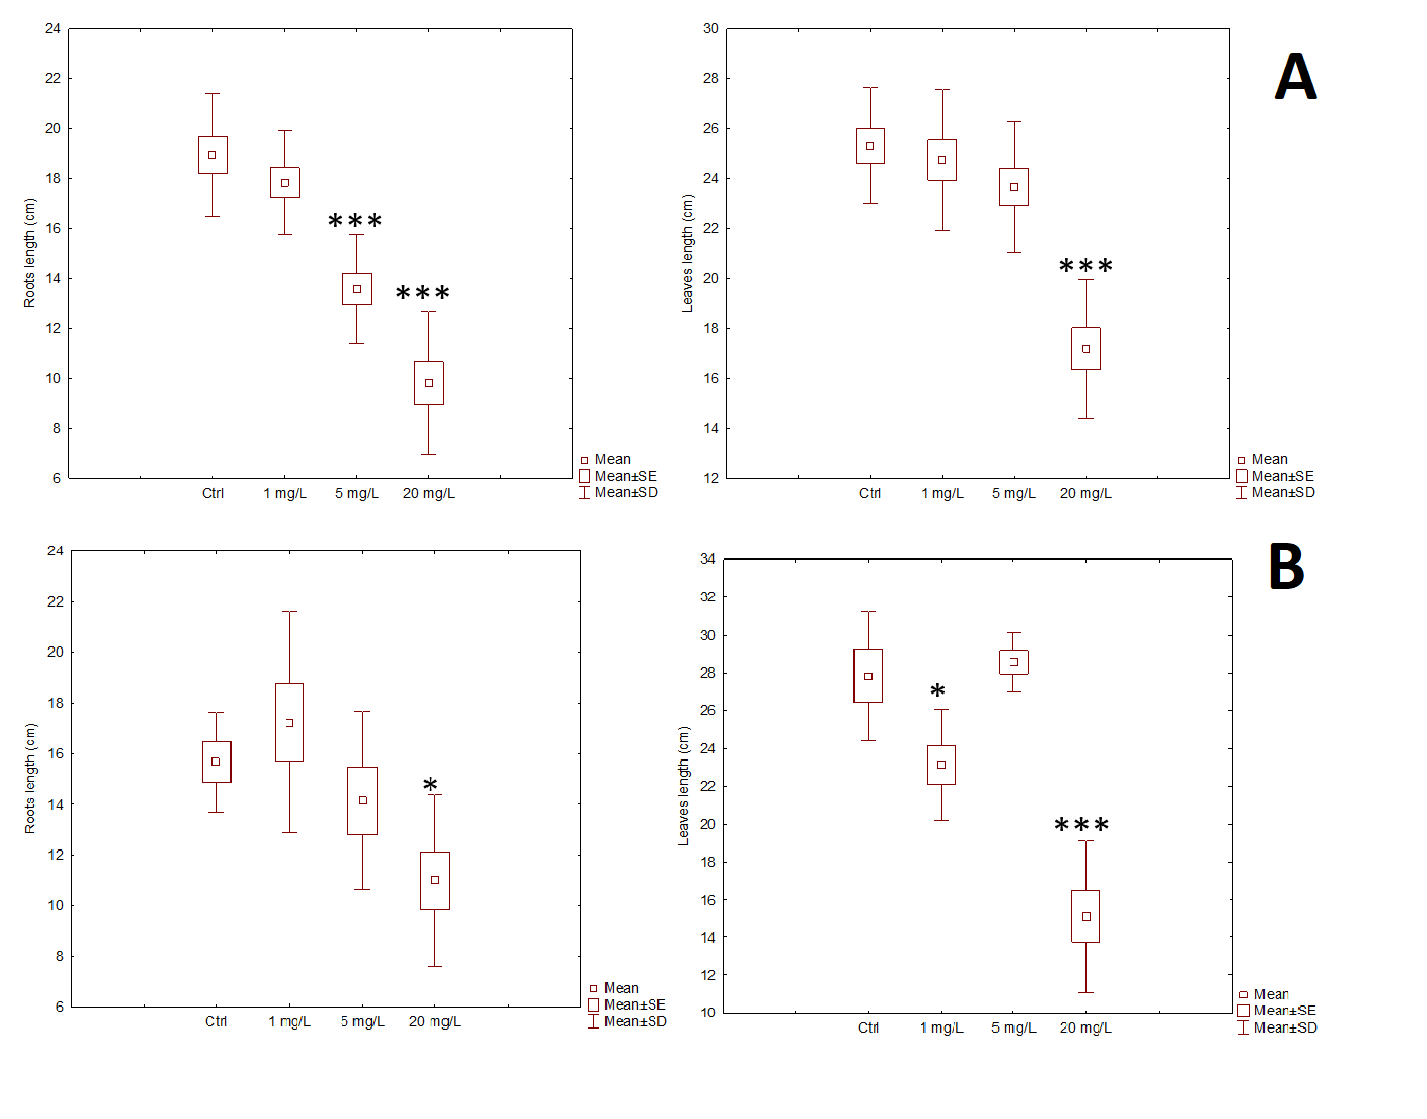 A
24
22
20
18
16
14
12
10
8
6
Roots length (cm)
***
***
Ctrl 1 mg/L 5 mg/L 20 mg/L
Mean
Mean±SE
Mean±SD
30
28
26
24
22
20
18
16
14
12
Leaves length (cm)
***
Ctrl 1 mg/L 5 mg/L 20 mg/L
Mean
Mean±SE
Mean±SD
B
24
22
20
18
16
14
12
10
8
6
Roots length (cm)
*
Ctrl 1 mg/L 5 mg/L 20 mg/L
Mean
Mean±SE
Mean±SD
34
32
30
28
26
24
22
20
18
16
14
12
10
Leaves length (cm)
*
***
Ctrl 1 mg/L 5 mg/L 20 mg/L
Mean
Mean±SE
Mean±SD